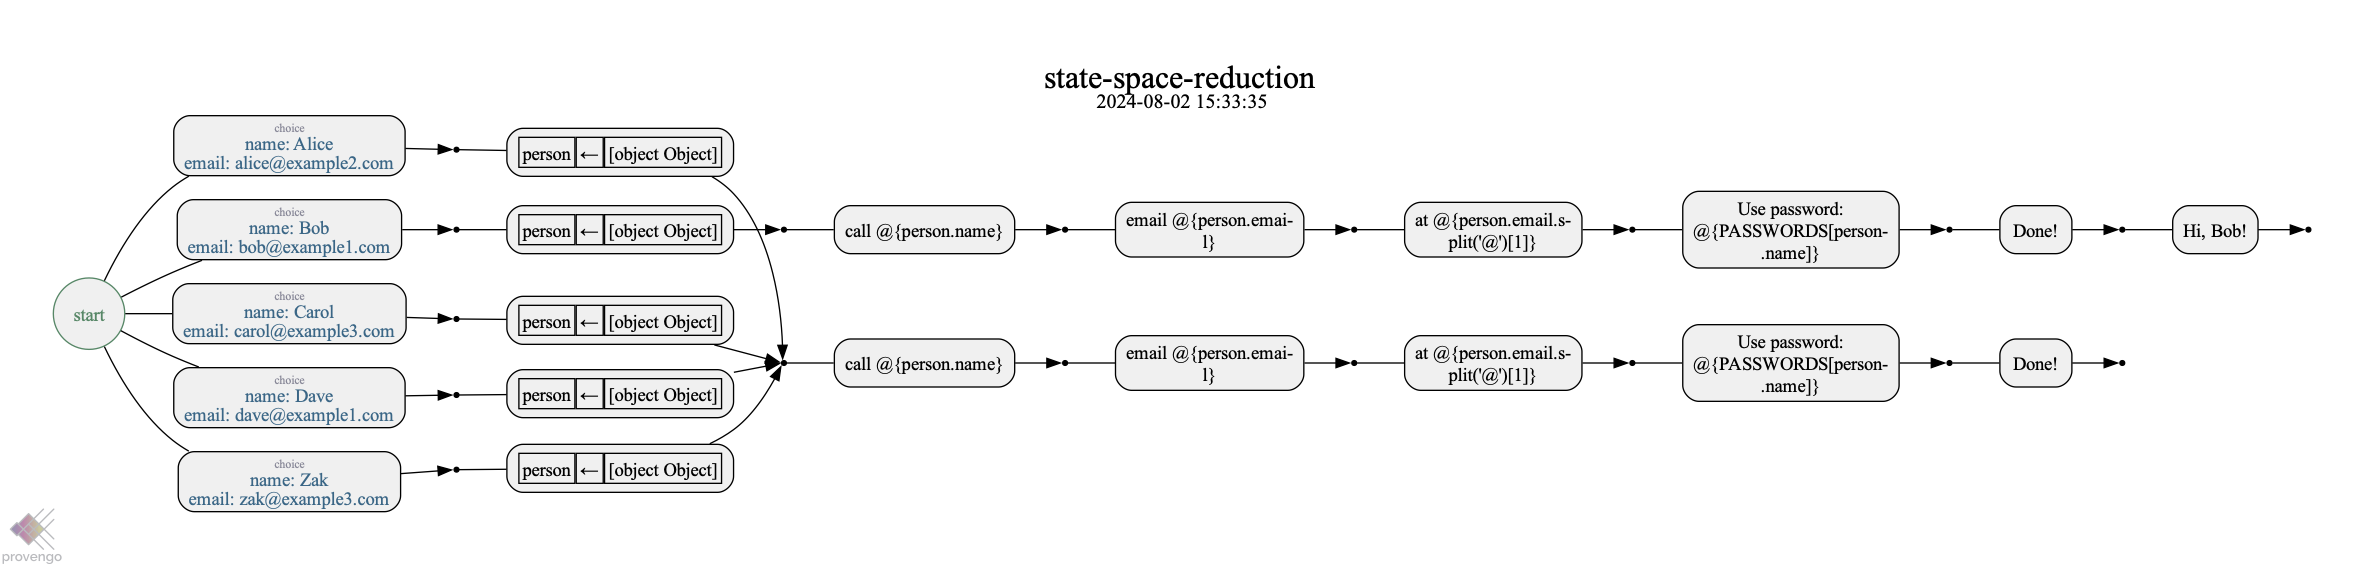 state-space-reduction
2024-08-02 15:33:35
start
choice
name: Alice
email: alice@example2.com
person ← [object Object]
choice
name: Bob
email: bob@example1.com
person ← [object Object]
call @{person.name}
email @{person.emai-
l}
at @{person.email.s-
plit('@')[1]}
Use password:
@{PASSWORDS[person-
.name]}
Done!
Hi, Bob!
choice
name: Carol
email: carol@example3.com
person ← [object Object]
call @{person.name}
email @{person.emai-
l}
at @{person.email.s-
plit('@')[1]}
Use password:
@{PASSWORDS[person-
.name]}
Done!
choice
name: Dave
email: dave@example1.com
person ← [object Object]
choice
name: Zak
email: zak@example3.com
person ← [object Object]
provengo